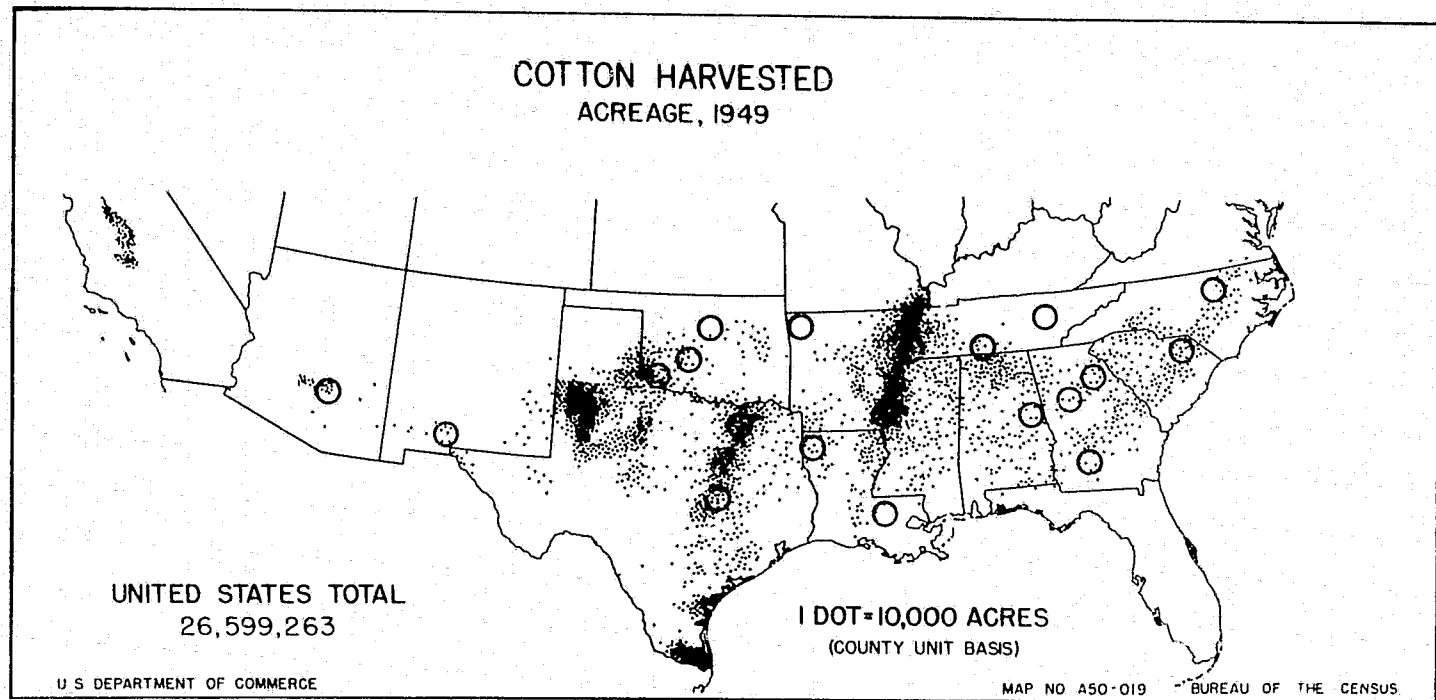 COTTON HARVESTED
ACREAGE, 1949
UNITED STATES TOTAL
26,599,263
1 DOT=10,000 ACRES
(COUNTY UNIT BASIS)
U S DEPARTMENT OF COMMERCE
MAP NO A50-019 - BUREAU OF THE CENSUS